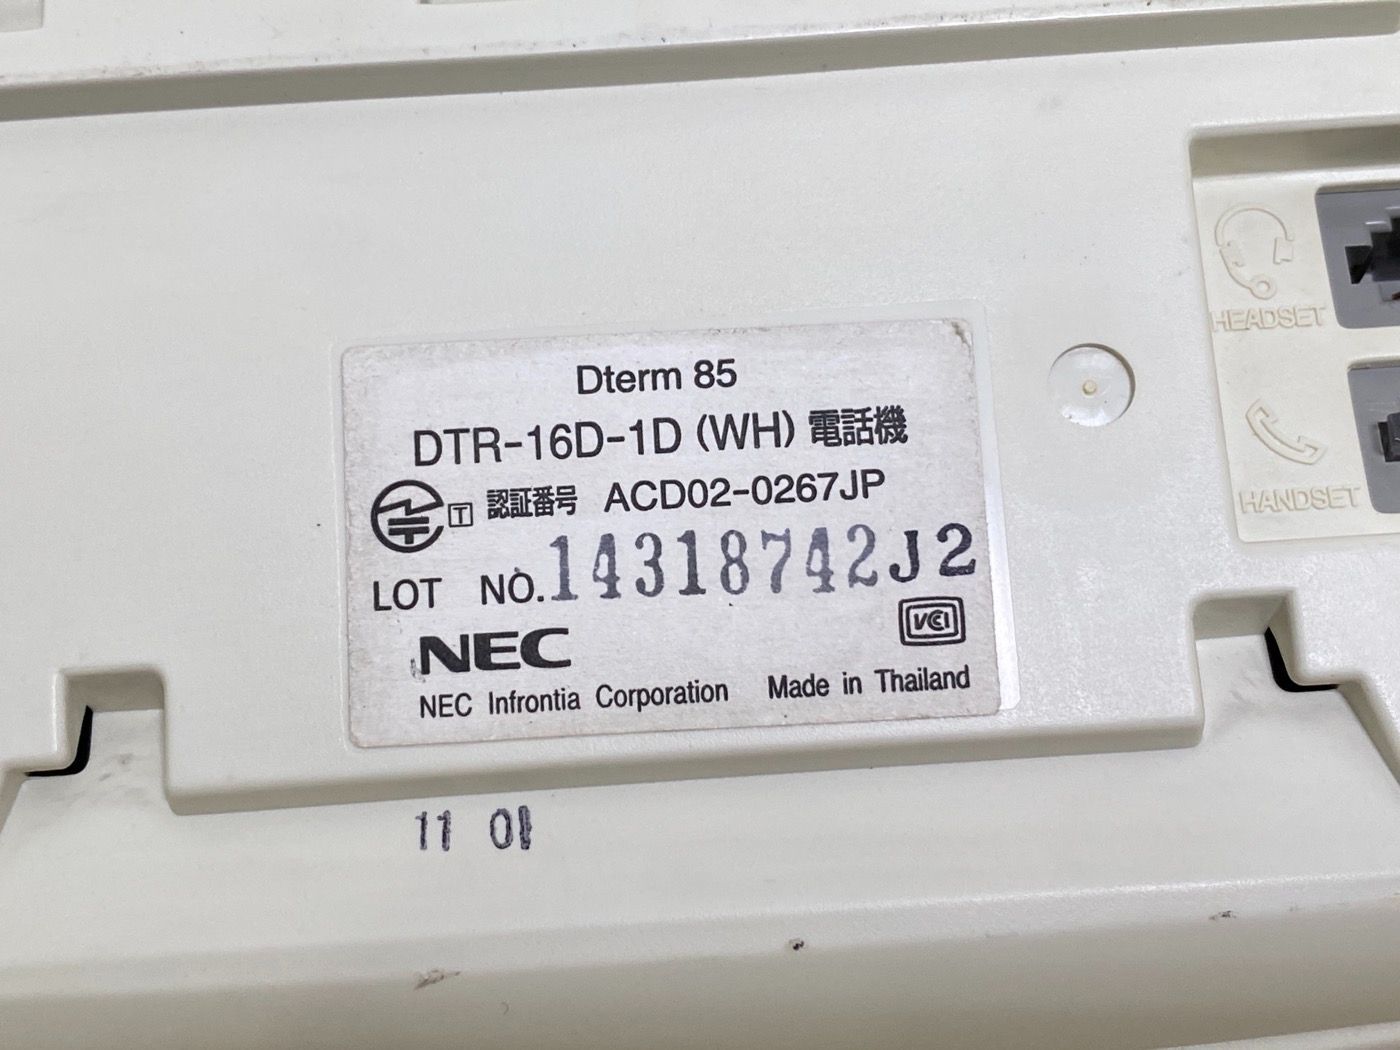 Dterm 85
DTR-16D-1D (WH) 電話機
T 認証番号 ACD02-0267JP
LOT NO. 14318742J2
NEC
VCCI
NEC Infrontia Corporation Made in Thailand
HEADSET
HANDSET
11 01